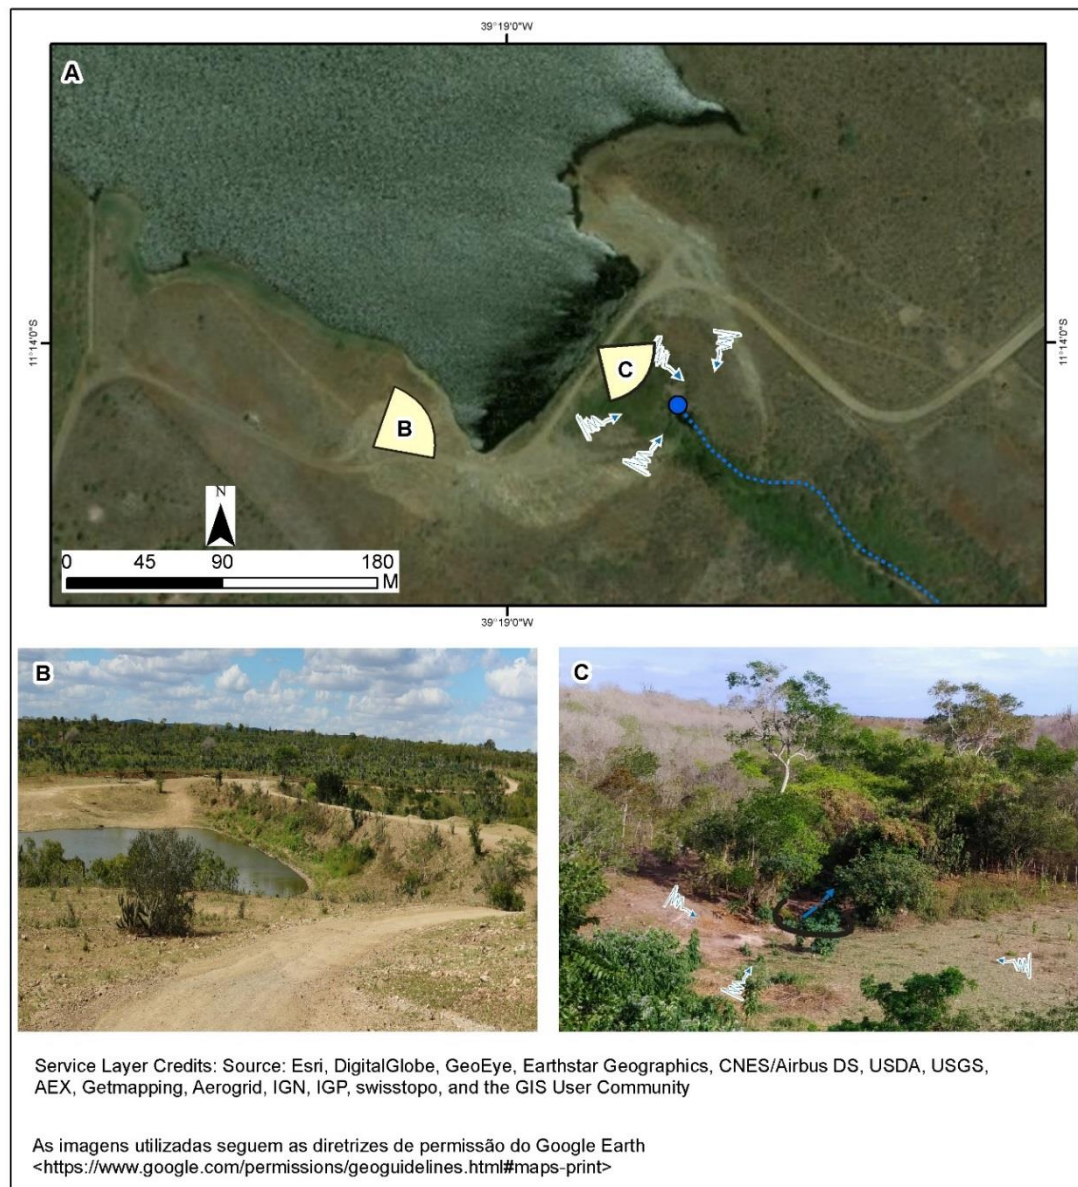 39°19'0"W
A
11°14'0"S
11°14'0"S
C
B
N
0 45 90 180
M
39°19'0"W
B
C
Service Layer Credits: Source: Esri, DigitalGlobe, GeoEye, Earthstar Geographics, CNES/Airbus DS, USDA, USGS,
AEX, Getmapping, Aerogrid, IGN, IGP, swisstopo, and the GIS User Community
As imagens utilizadas seguem as diretrizes de permissão do Google Earth
<https://www.google.com/permissions/geoguidelines.html#maps-print>